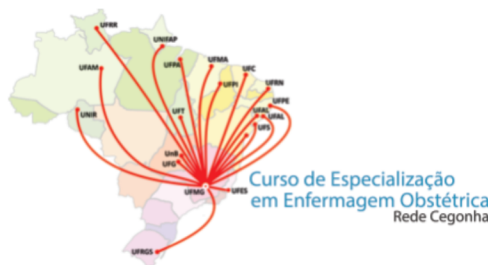 UFRR
UNIFAP
UFAM
UFPA
UFMA
UFC
UFPI
UFRN
UFPE
UFAL
UFS
UNIR
UFT
UnB
UFG
UFMG
UFES
UFRGS
Curso de Especialização
em Enfermagem Obstétrica
Rede Cegonha